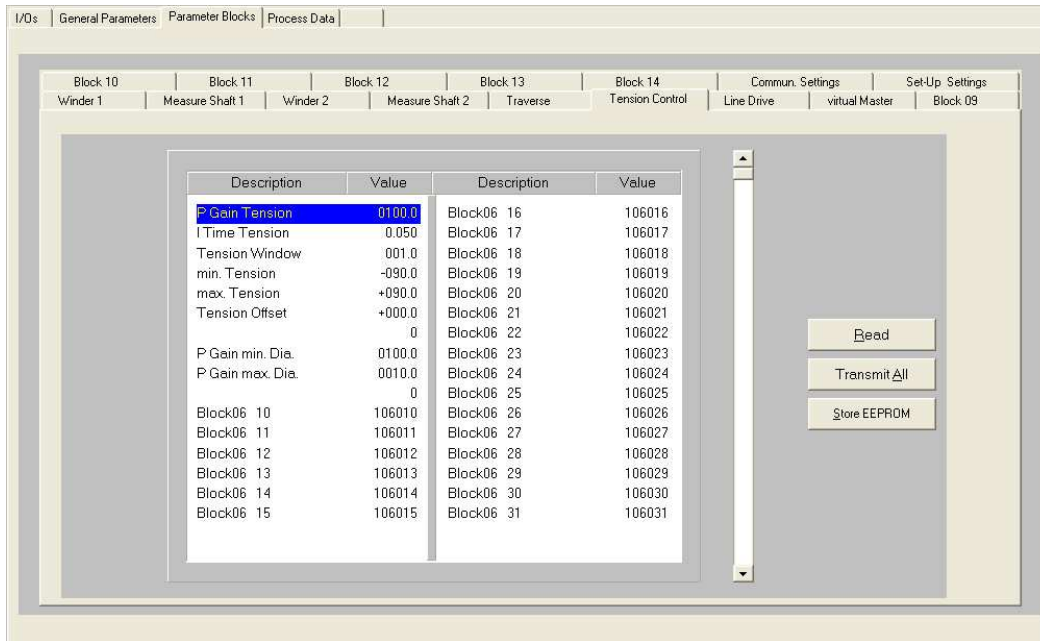 I/Os General Parameters Parameter Blocks Process Data
Block 10 Block 11 Block 12 Block 13 Block 14 Commun. Settings Set-Up Settings
Winder 1 Measure Shaft 1 Winder 2 Measure Shaft 2 Traverse Tension Control Line Drive virtual Master Block 09
Description Value Description Value
P Gain Tension 0100.0 Block06 16 106016
I Time Tension 0.050 Block06 17 106017
Tension Window 001.0 Block06 18 106018
min. Tension -090.0 Block06 19 106019
max. Tension +090.0 Block06 20 106020
Tension Offset +000.0 Block06 21 106021
0 Block06 22 106022
P Gain min. Dia. 0100.0 Block06 23 106023
P Gain max. Dia. 0010.0 Block06 24 106024
0 Block06 25 106025
Block06 10 106010 Block06 26 106026
Block06 11 106011 Block06 27 106027
Block06 12 106012 Block06 28 106028
Block06 13 106013 Block06 29 106029
Block06 14 106014 Block06 30 106030
Block06 15 106015 Block06 31 106031
Read
Transmit All
Store EEPROM